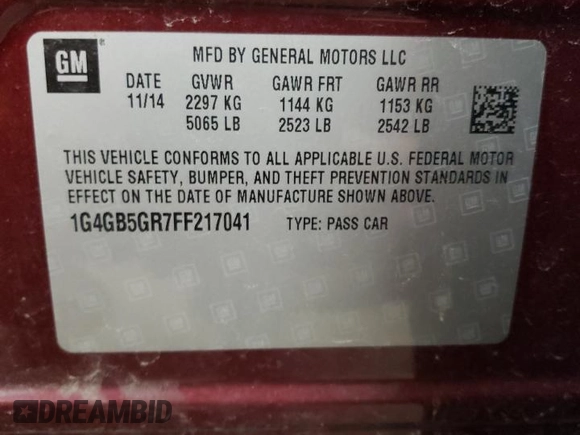 GM
MFD BY GENERAL MOTORS LLC
DATE GVWR GAWR FRT GAWR RR
11/14 2297 KG 1144 KG 1153 KG
5065 LB 2523 LB 2542 LB
THIS VEHICLE CONFORMS TO ALL APPLICABLE U.S. FEDERAL MOTOR
VEHICLE SAFETY, BUMPER, AND THEFT PREVENTION STANDARDS IN
EFFECT ON THE DATE OF MANUFACTURE SHOWN ABOVE.
1G4GB5GR7FF217041 TYPE: PASS CAR
DREAMBID